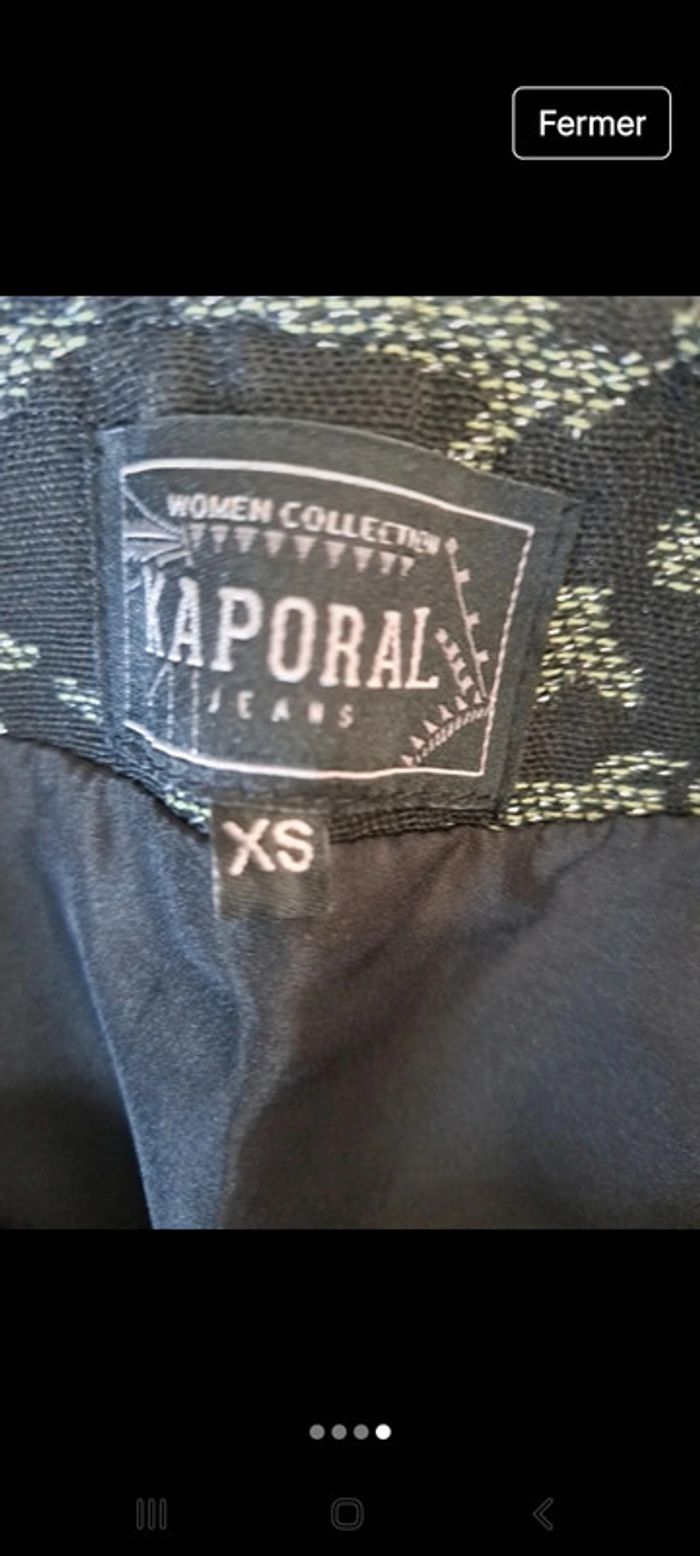 Fermer
WOMEN COLLECTION
KAPORAL
JEANS
XS